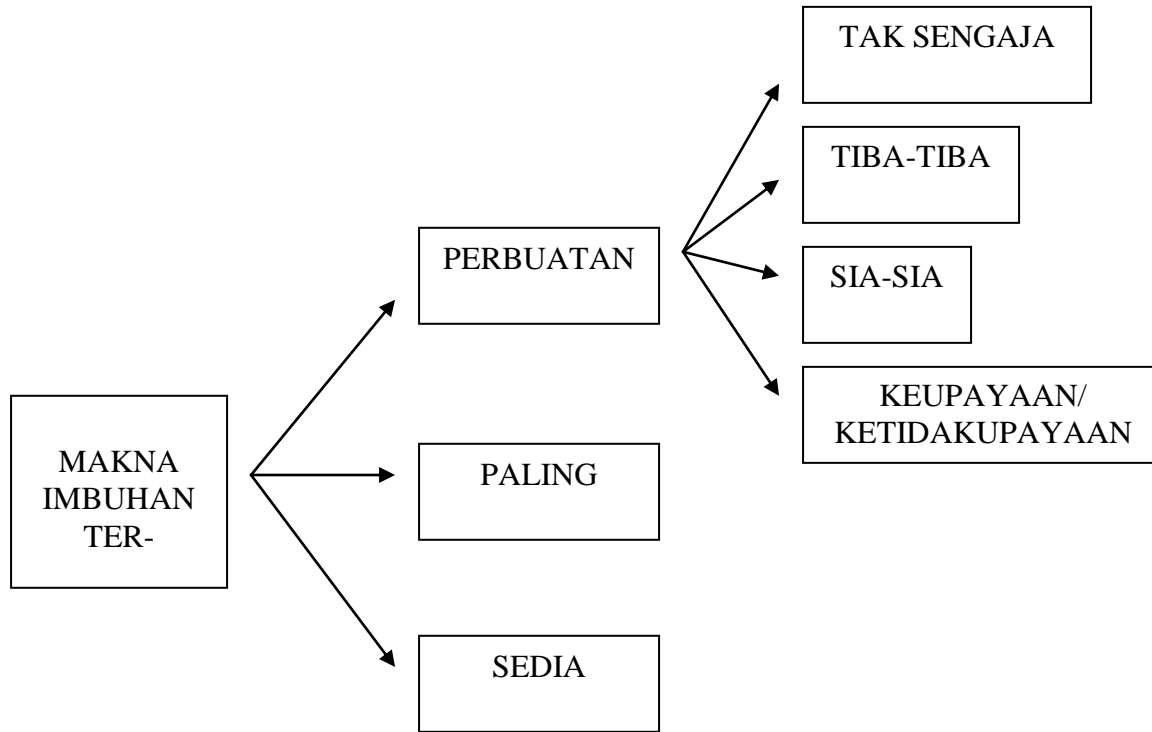 MAKNA
IMBUHAN
TER-
PERBUATAN
TAK SENGAJA
TIBA-TIBA
SIA-SIA
KEUPAYAAN/
KETIDAKUPAYAAN
PALING
SEDIA